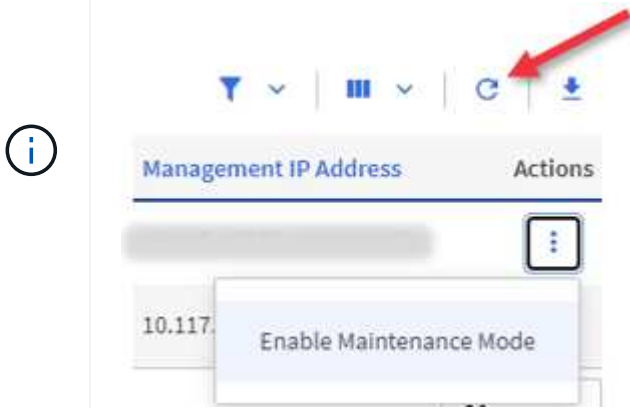 Management IP Address Actions
10.117.
Enable Maintenance Mode